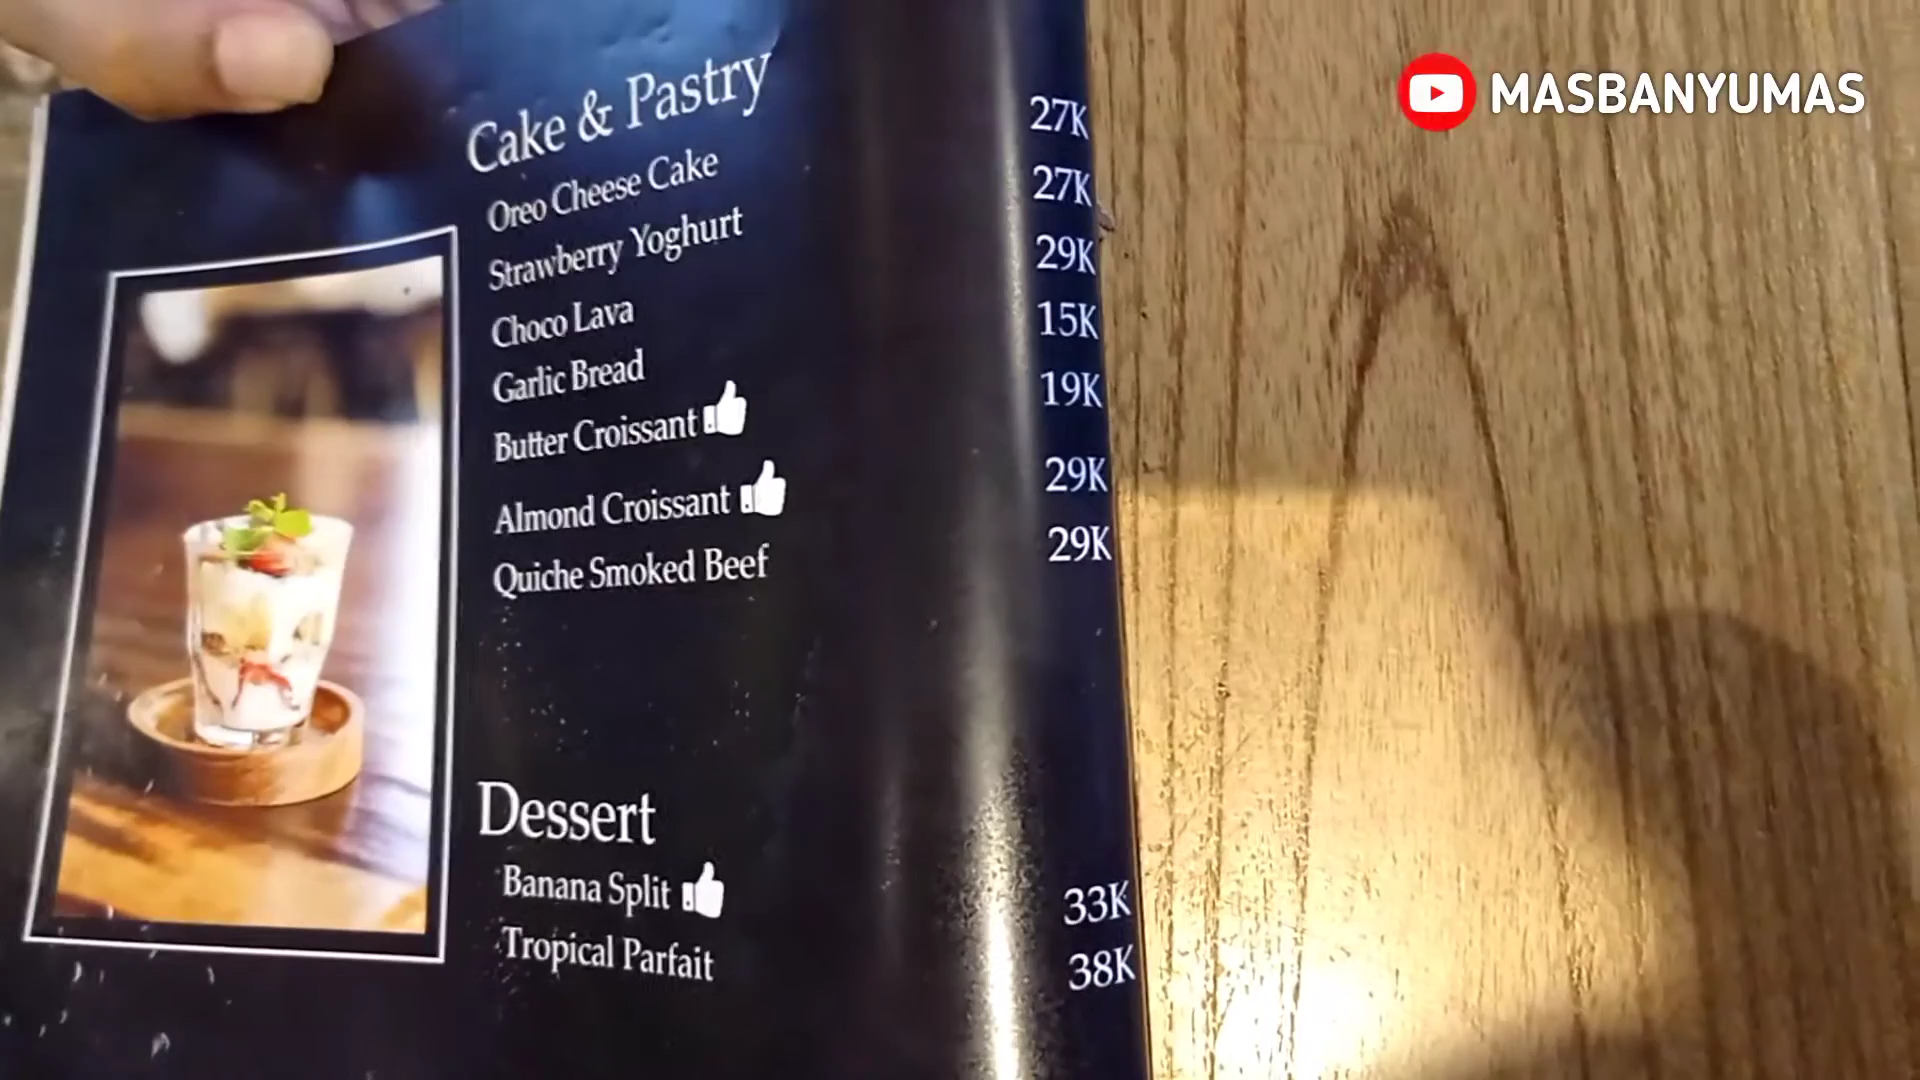 MASBANYUMAS
Cake & Pastry
Oreo Cheese Cake 27K
Strawberry Yoghurt 27K
Choco Lava 29K
Garlic Bread 15K
Butter Croissant 19K
Almond Croissant 29K
Quiche Smoked Beef 29K
Dessert
Banana Split 33K
Tropical Parfait 38K